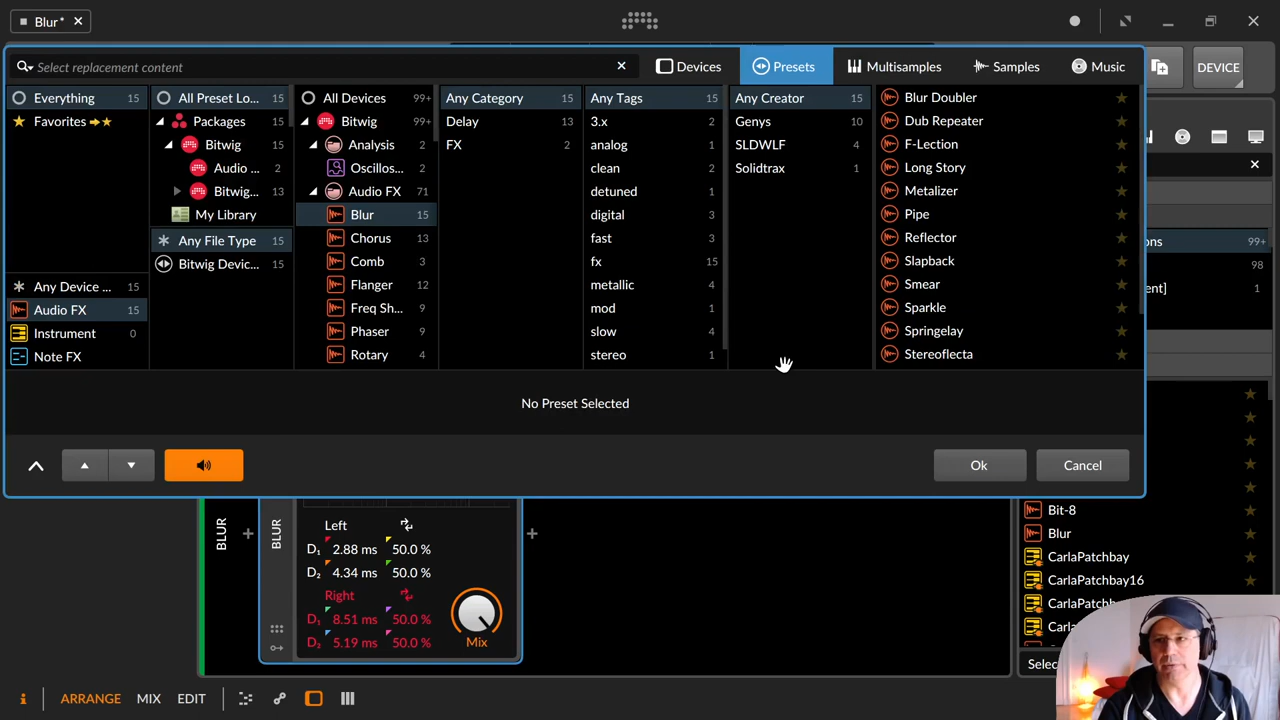 Blur*
DEVICE
Select replacement content
Devices
Presets
Multisamples
Samples
Music
Everything 15
Favorites
Any Device ... 15
Audio FX 15
Instrument 0
Note FX
All Preset Lo... 15
Packages 15
Bitwig 15
Audio ... 2
Bitwig... 13
My Library
Any File Type 15
Bitwig Devic... 15
All Devices 99+
Bitwig 99+
Analysis 2
Oscillos... 2
Audio FX 71
Blur 15
Chorus 13
Comb 3
Flanger 12
Freq Sh... 9
Phaser 9
Rotary 4
Any Category 15
Delay 13
FX 2
Any Tags 15
3.x 2
analog 1
clean 2
detuned 1
digital 3
fast 3
fx 15
metallic 4
mod 1
slow 4
stereo 1
Any Creator 15
Genys 10
SLDWLF 4
Solidtrax 1
Blur Doubler
Dub Repeater
F-Lection
Long Story
Metalizer
Pipe
Reflector
Slapback
Smear
Sparkle
Springelay
Stereoflecta
No Preset Selected
Ok
Cancel
ons 99+
98
ent] 1
Bit-8
Blur
CarlaPatchbay
CarlaPatchbay16
CarlaPatchb
Selec
BLUR
BLUR
Left
D₁ 2.88 ms 50.0 %
D₂ 4.34 ms 50.0 %
Right
D₁ 8.51 ms 50.0 %
D₂ 5.19 ms 50.0 %
Mix
i ARRANGE MIX EDIT